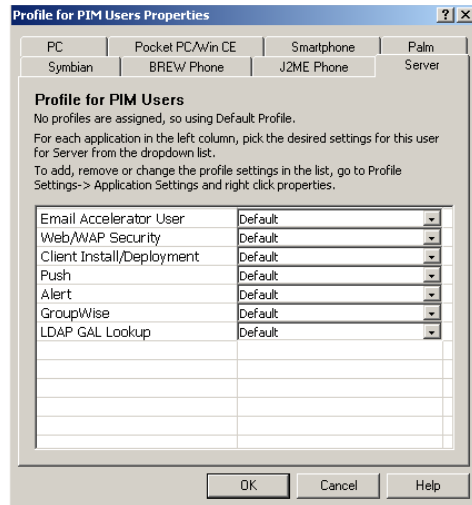 Profile for PIM Users Properties
? x
PC Pocket PC/Win CE Smartphone Palm
Symbian BREW Phone J2ME Phone Server
Profile for PIM Users
No profiles are assigned, so using Default Profile.
For each application in the left column, pick the desired settings for this user
for Server from the dropdown list.
To add, remove or change the profile settings in the list, go to Profile
Settings-> Application Settings and right click properties.
Email Accelerator User Default
Web/WAP Security Default
Client Install/Deployment Default
Push Default
Alert Default
GroupWise Default
LDAP GAL Lookup Default
OK Cancel Help